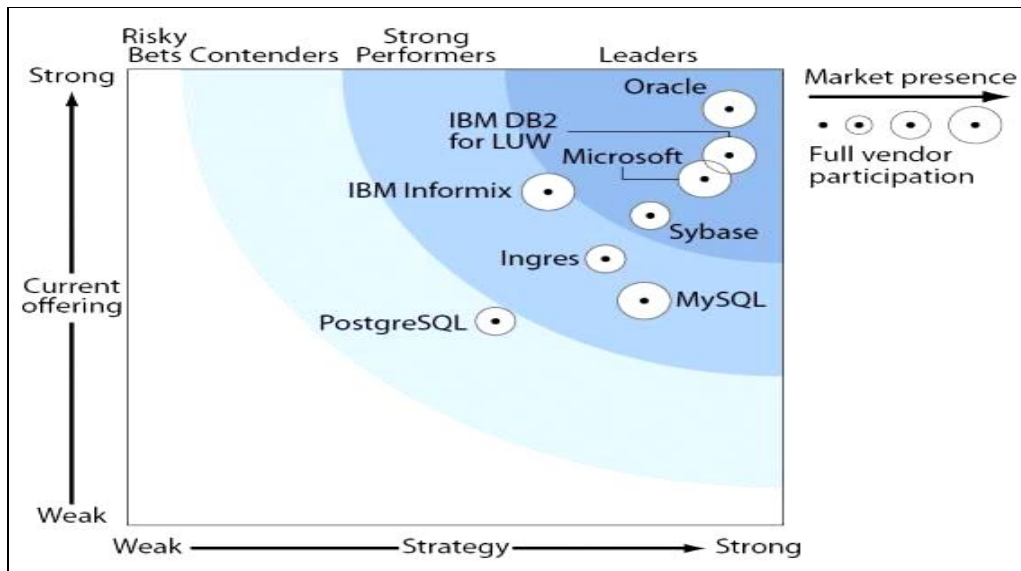 Risky
Bets Contenders
Strong
Performers
Leaders
Strong
Oracle
Market presence
IBM DB2
for LUW
Microsoft
Full vendor
participation
IBM Informix
Sybase
Ingres
Current
offering
MySQL
PostgreSQL
Weak
Weak
Strategy
Strong